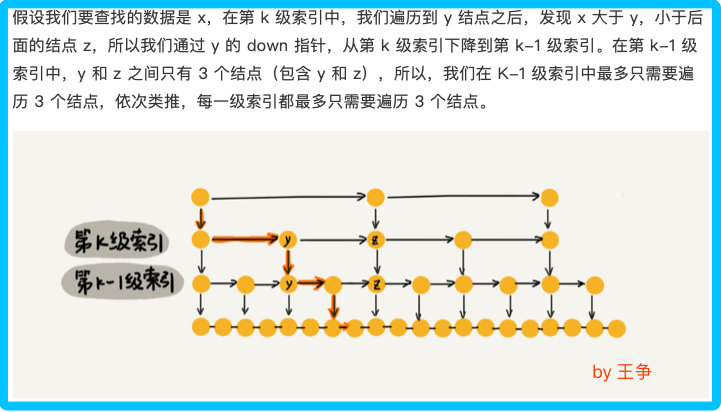 假设我们要查找的数据是 x，在第 k 级索引中，我们遍历到 y 结点之后，发现 x 大于 y，小于后
面的结点 z，所以我们通过 y 的 down 指针，从第 k 级索引下降到第 k-1 级索引。在第 k-1 级
索引中，y 和 z 之间只有 3 个结点（包含 y 和 z），所以，我们在 K-1 级索引中最多只需要遍
历 3 个结点，依次类推，每一级索引都最多只需要遍历 3 个结点。
第K级索引
y
z
第K-1级索引
y
z
by 王争